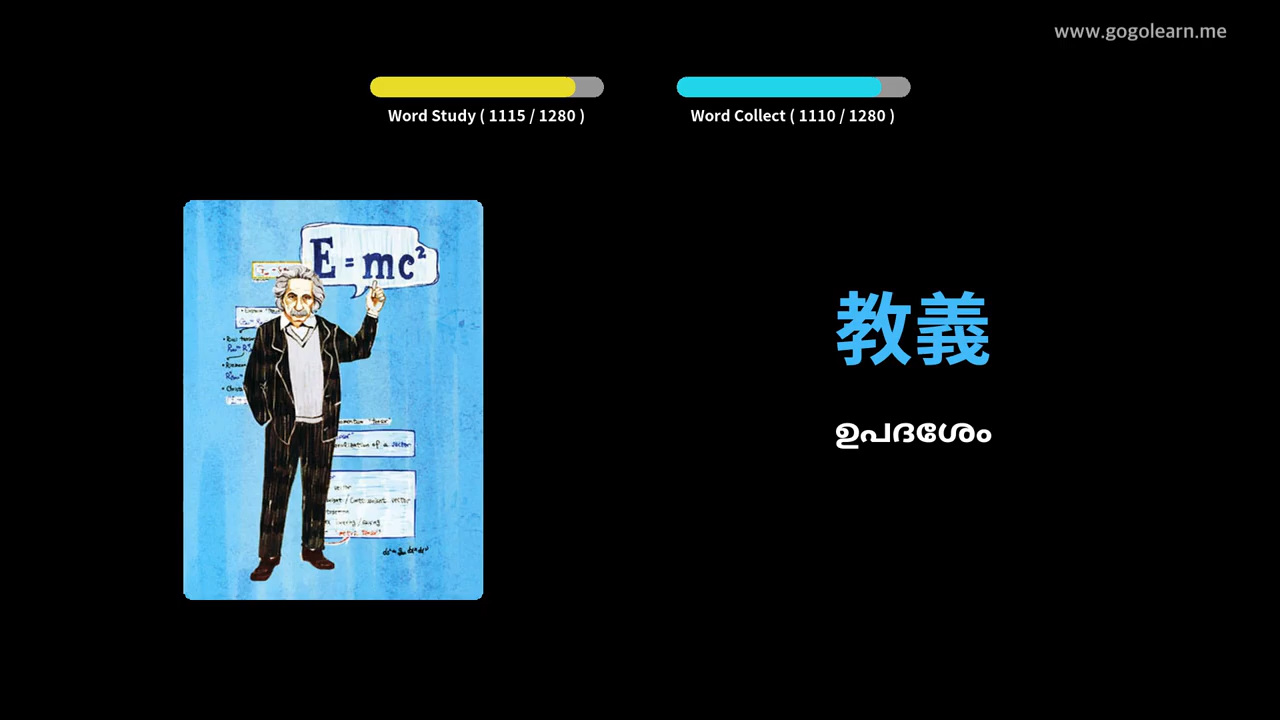 www.gogolearn.me
Word Study ( 1115 / 1280 )
Word Collect ( 1110 / 1280 )
E = mc²
教義
ഉപദേശം